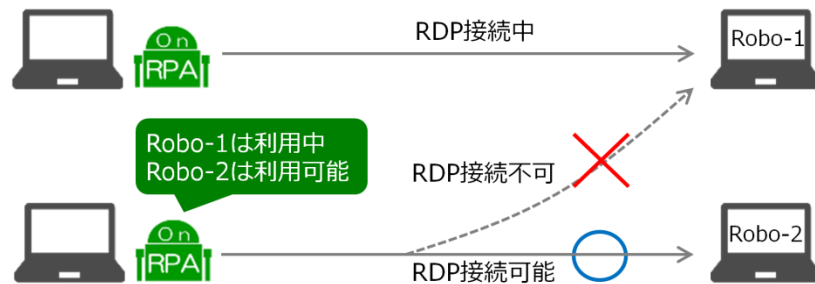 On
RPA
RDP接続中
Robo-1
Robo-1は利用中
Robo-2は利用可能
RDP接続不可
On
RPA
RDP接続可能
Robo-2